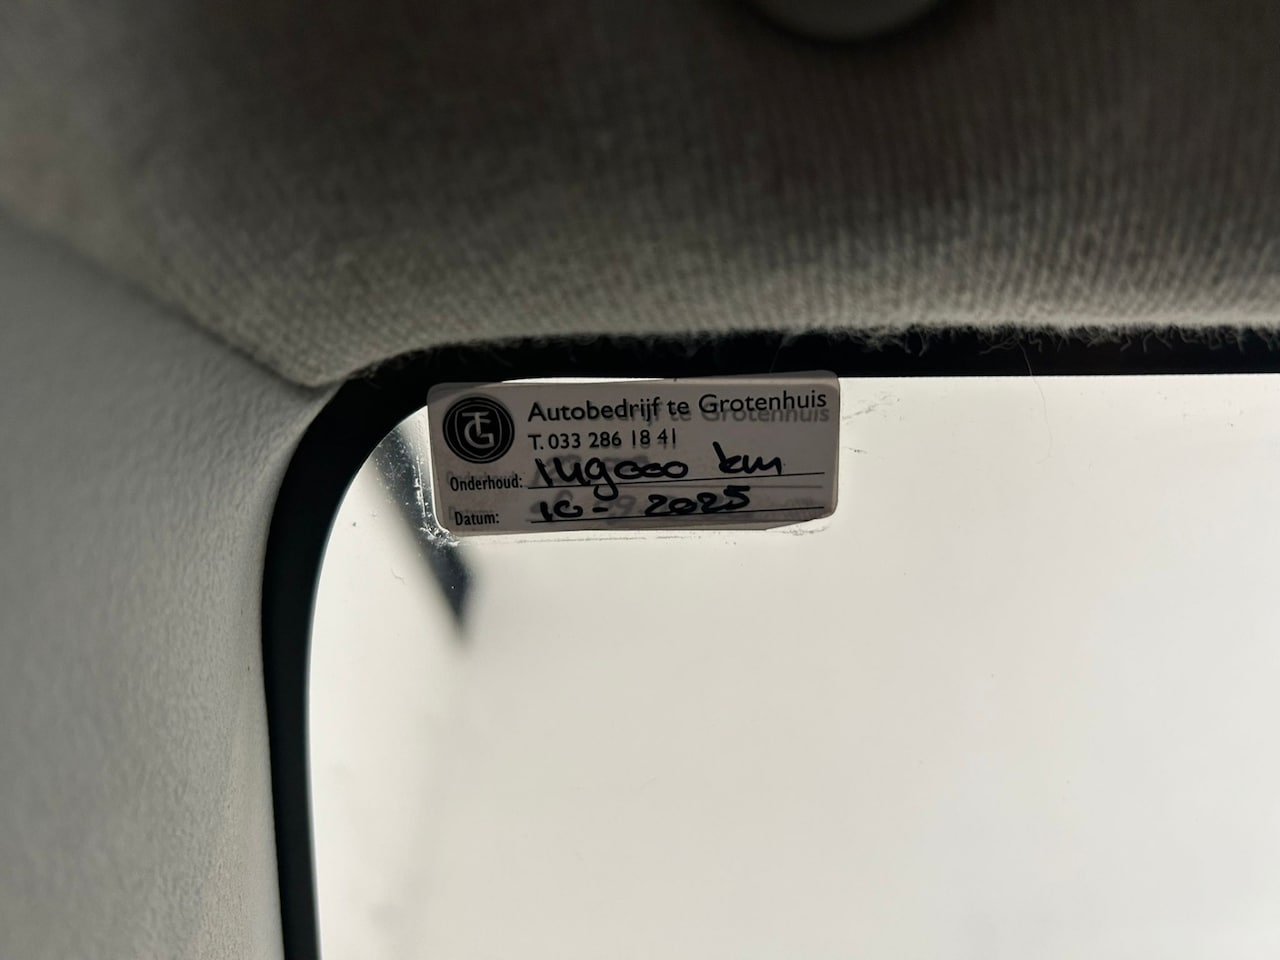 TG
Autobedrijf te Grotenhuis
T. 033 286 18 41
Onderhoud: 149000 km
Datum: 10- 2025